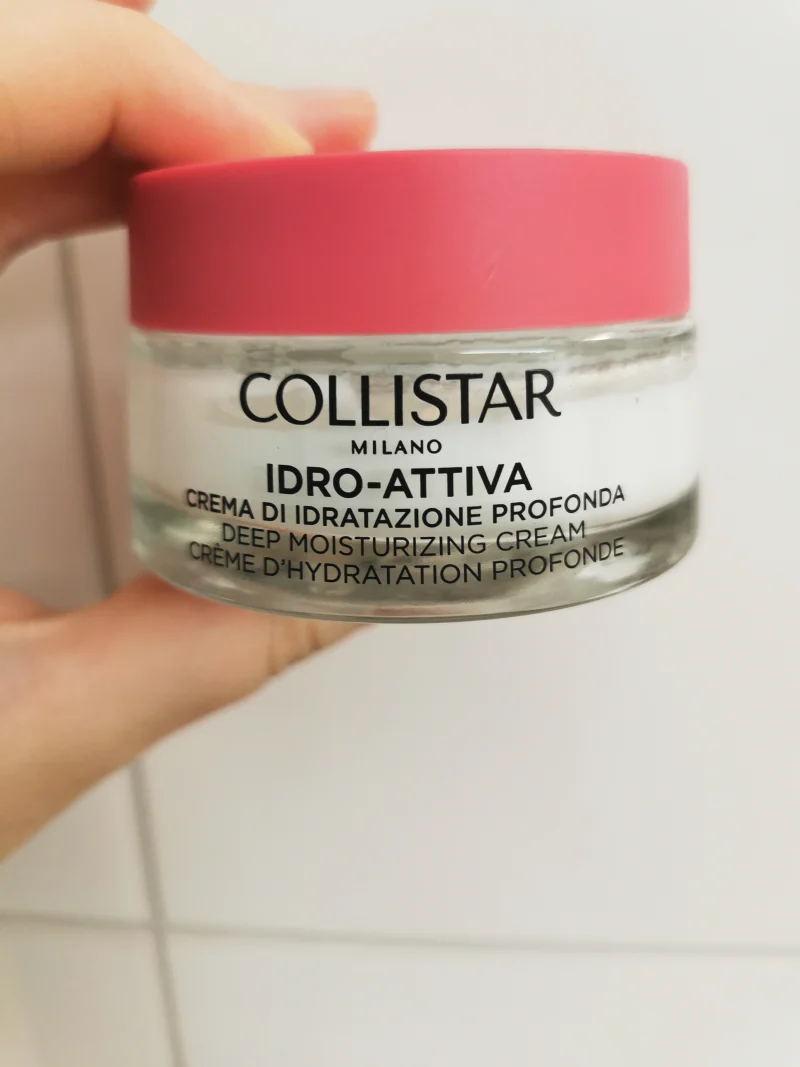 COLLISTAR
MILANO
IDRO-ATTIVA
CREMA DI IDRATAZIONE PROFONDA
DEEP MOISTURIZING CREAM
CRÈME D'HYDRATATION PROFONDE